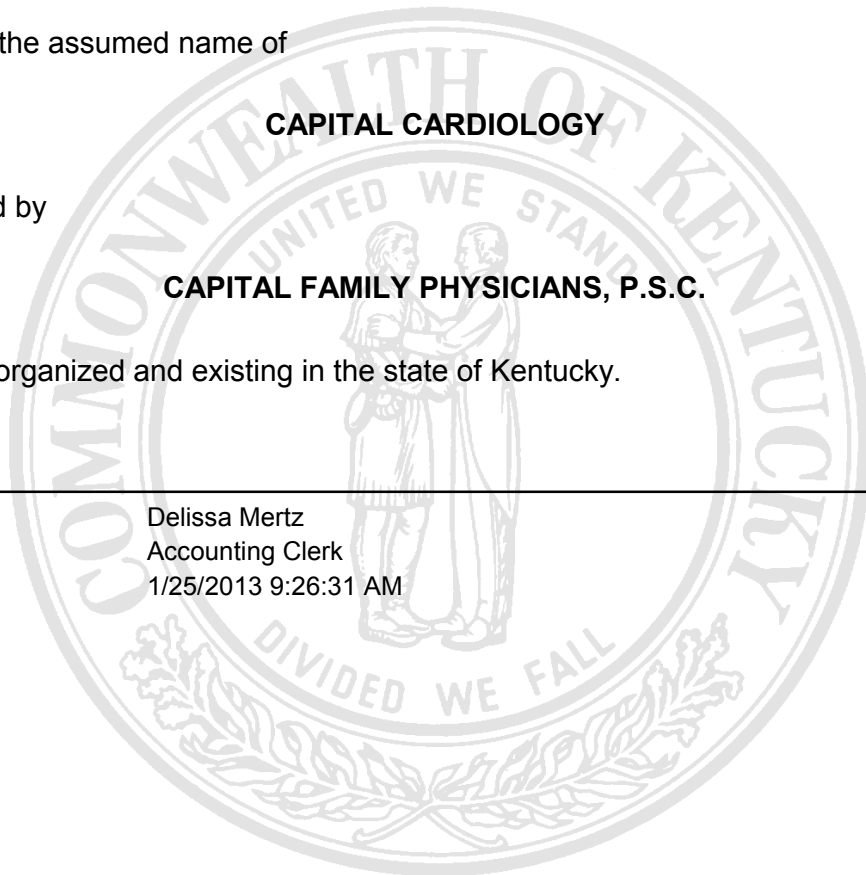 the assumed name of
CAPITAL CARDIOLOGY
d by
CAPITAL FAMILY PHYSICIANS, P.S.C.
organized and existing in the state of Kentucky.
Delissa Mertz
Accounting Clerk
1/25/2013 9:26:31 AM
COMMONWEALTH OF KENTUCKY
UNITED WE STAND
DIVIDED WE FALL